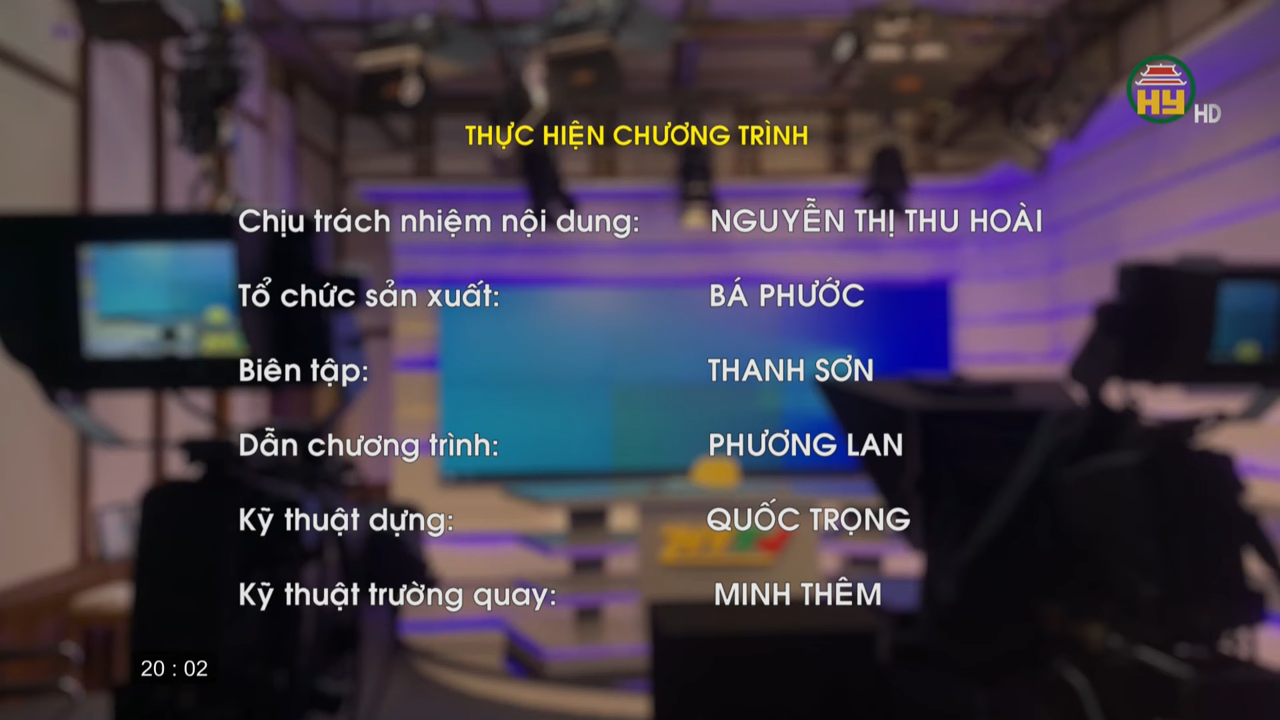 HY HD
THỰC HIỆN CHƯƠNG TRÌNH
Chịu trách nhiệm nội dung: NGUYỄN THỊ THU HOÀI
Tổ chức sản xuất: BÁ PHƯỚC
Biên tập: THANH SƠN
Dẫn chương trình: PHƯƠNG LAN
Kỹ thuật dựng: QUỐC TRỌNG
Kỹ thuật trường quay: MINH THÊM
20 : 02